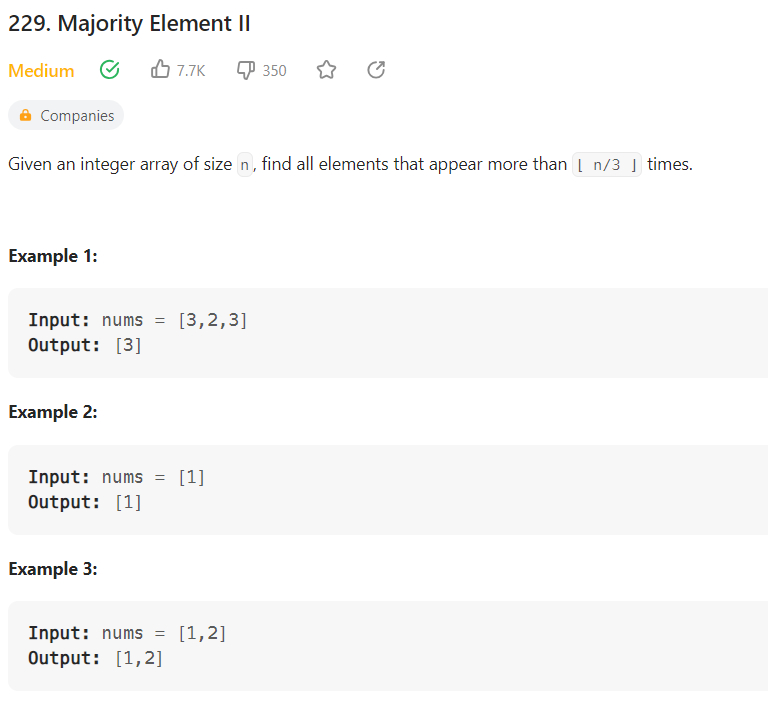 229. Majority Element II
Medium 7.7K 350
Companies
Given an integer array of size n, find all elements that appear more than ⌊ n/3 ⌋ times.
Example 1:
Input: nums = [3,2,3]
Output: [3]
Example 2:
Input: nums = [1]
Output: [1]
Example 3:
Input: nums = [1,2]
Output: [1,2]